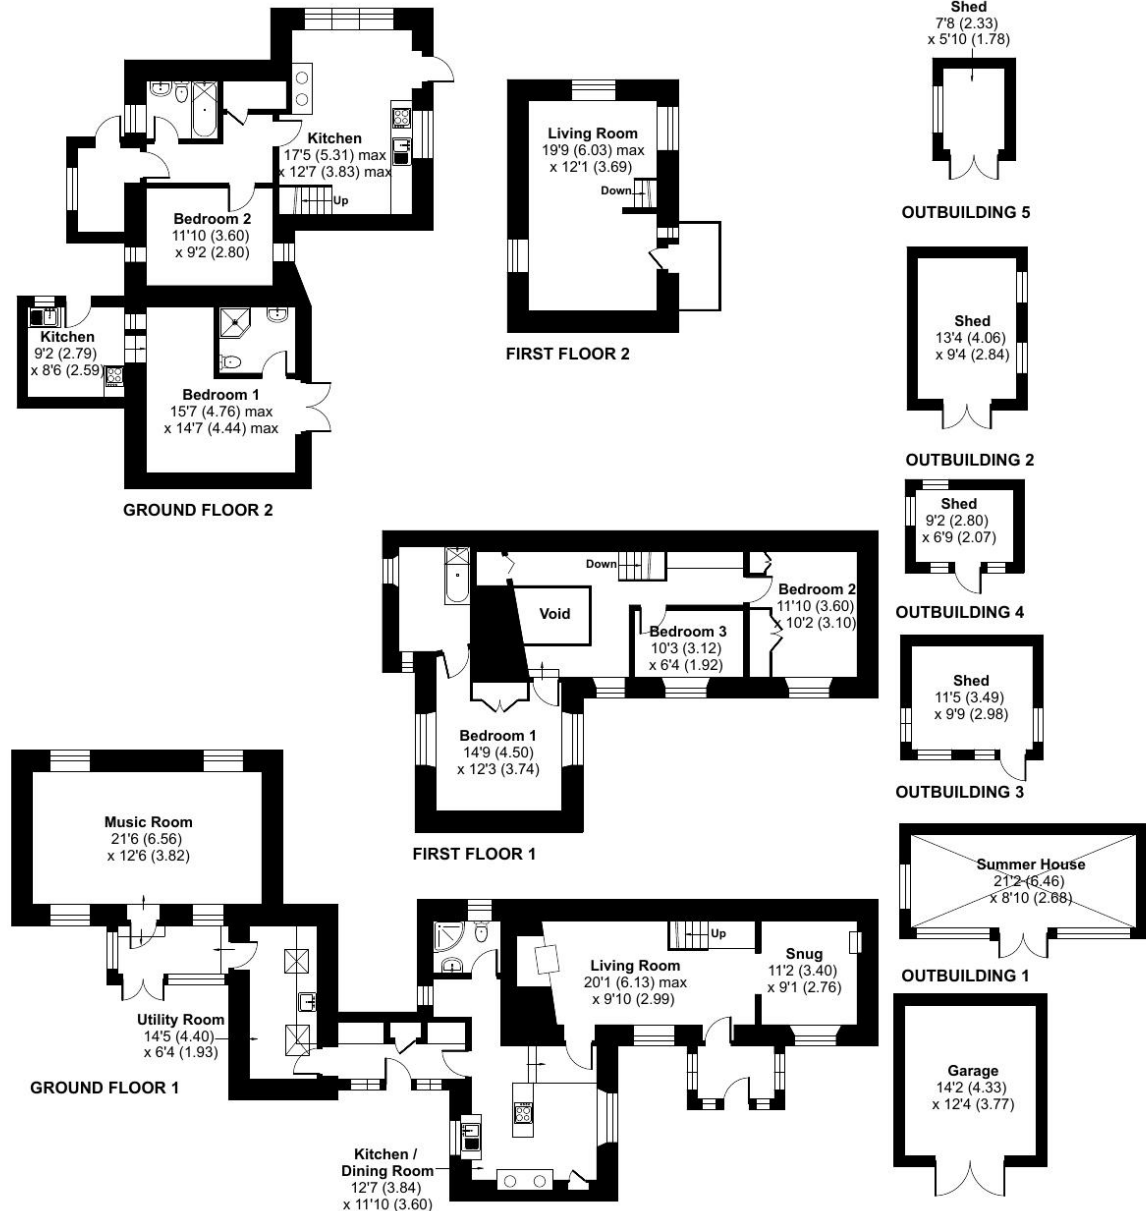 Shed
7'8 (2.33)
x 5'10 (1.78)
OUTBUILDING 5
Kitchen
17'5 (5.31) max
x 12'7 (3.83) max
Up
Bedroom 2
11'10 (3.60)
x 9'2 (2.80)
Kitchen
9'2 (2.79)
x 8'6 (2.59)
Bedroom 1
15'7 (4.76) max
x 14'7 (4.44) max
GROUND FLOOR 2
Living Room
19'9 (6.03) max
x 12'1 (3.69)
Down
FIRST FLOOR 2
Shed
13'4 (4.06)
x 9'4 (2.84)
OUTBUILDING 2
Shed
9'2 (2.80)
x 6'9 (2.07)
OUTBUILDING 4
Down
Void
Bedroom 2
11'10 (3.60)
x 10'2 (3.10)
Bedroom 3
10'3 (3.12)
x 6'4 (1.92)
Bedroom 1
14'9 (4.50)
x 12'3 (3.74)
FIRST FLOOR 1
Shed
11'5 (3.49)
x 9'9 (2.98)
OUTBUILDING 3
Music Room
21'6 (6.56)
x 12'6 (3.82)
Summer House
21'2 (6.46)
x 8'10 (2.68)
OUTBUILDING 1
Living Room
20'1 (6.13) max
x 9'10 (2.99)
Up
Snug
11'2 (3.40)
x 9'1 (2.76)
Utility Room
14'5 (4.40)
x 6'4 (1.93)
GROUND FLOOR 1
Kitchen /
Dining Room
12'7 (3.84)
x 11'10 (3.60)
Garage
14'2 (4.33)
x 12'4 (3.77)